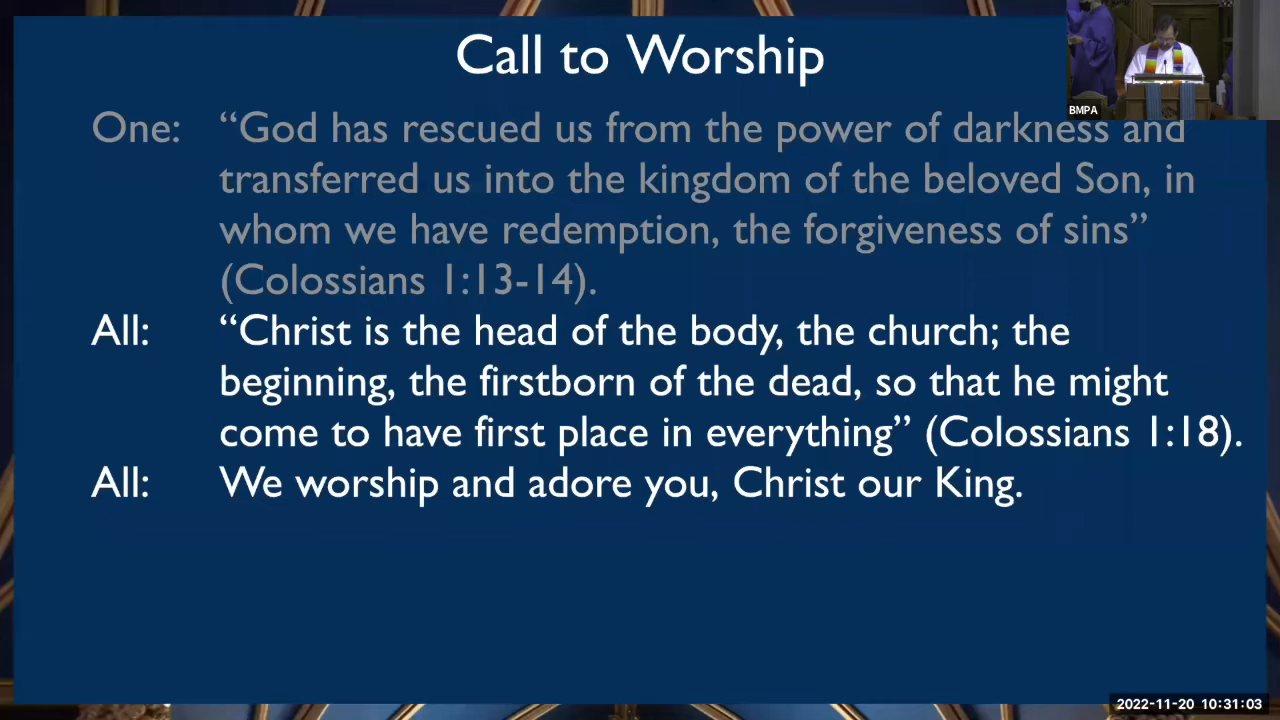 Call to Worship
BMPA
One: “God has rescued us from the power of darkness and
transferred us into the kingdom of the beloved Son, in
whom we have redemption, the forgiveness of sins”
(Colossians 1:13-14).
All: “Christ is the head of the body, the church; the
beginning, the firstborn of the dead, so that he might
come to have first place in everything” (Colossians 1:18).
All: We worship and adore you, Christ our King.
2022-11-20 10:31:03